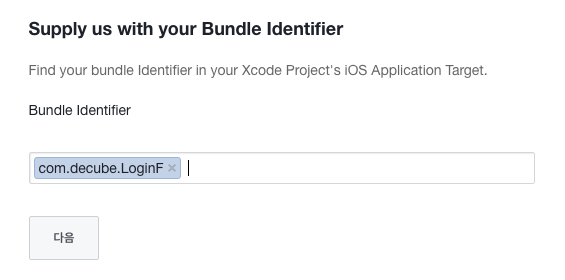 Supply us with your Bundle Identifier
Find your bundle Identifier in your Xcode Project's iOS Application Target.
Bundle Identifier
com.decube.LoginF ×
다음